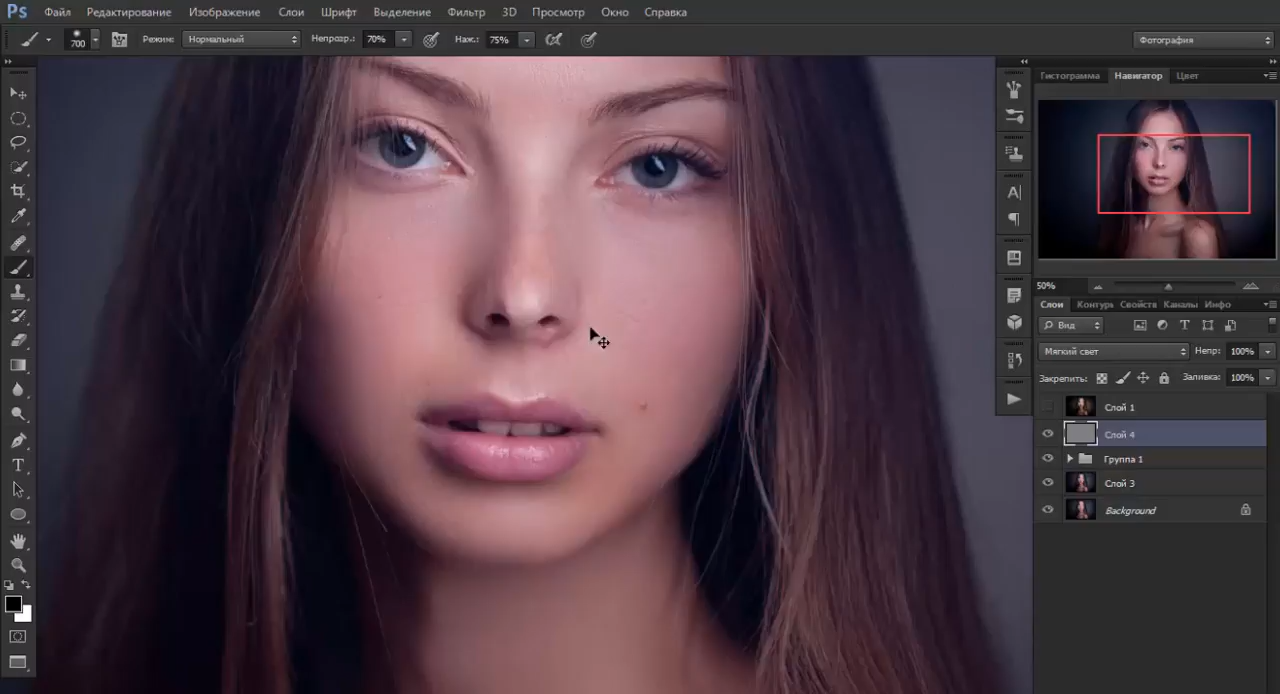 Ps Файл Редактирование Изображение Слои Шрифт Выделение Фильтр 3D Просмотр Окно Справка
700 Режим: Нормальный Непрозр.: 70% Наж.: 75% Фотография
Гистограмма Навигатор Цвет
50%
Слои Контурь Свойств Каналы Инфо
Вид T
Мягкий свет Непр: 100%
Закрепить: Заливка: 100%
Слой 1
Слой 4
Группа 1
Слой 3
Background
A
T